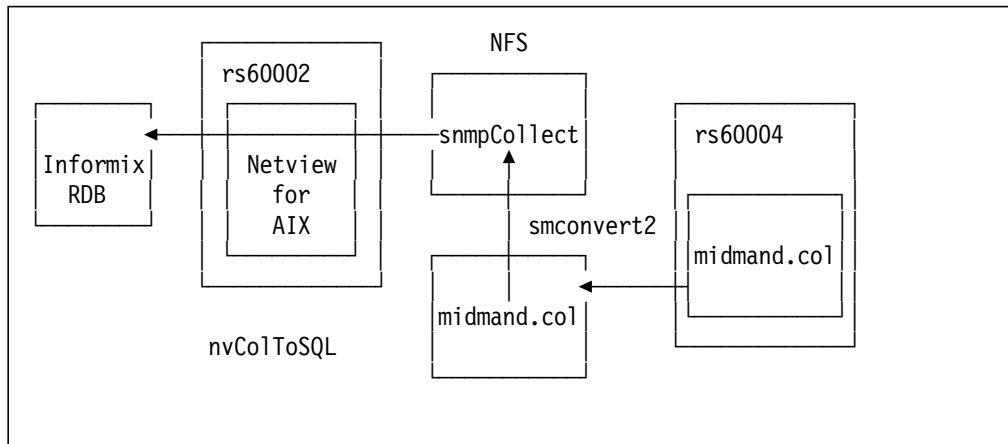 NFS
rs60002
rs60004
snmpCollect
Informix
RDB
Netview
for
AIX
smconvert2
midmand.col
midmand.col
nvColToSQL